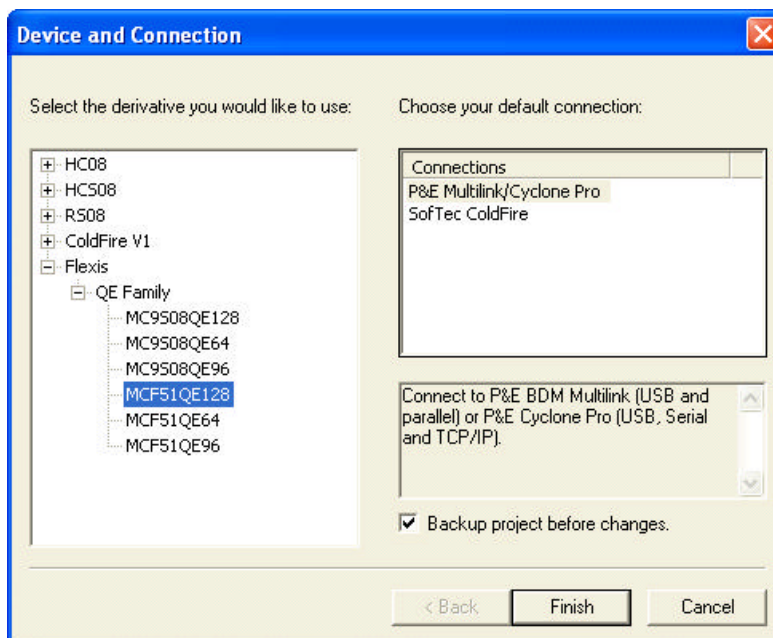 Device and Connection
Select the derivative you would like to use:
HC08
HCS08
RS08
ColdFire V1
Flexis
QE Family
MC9S08QE128
MC9S08QE64
MC9S08QE96
MCF51QE128
MCF51QE64
MCF51QE96
Choose your default connection:
Connections
P&E Multilink/Cyclone Pro
SofTec ColdFire
Connect to P&E BDM Multilink (USB and
parallel) or P&E Cyclone Pro (USB, Serial
and TCP/IP).
Backup project before changes.
< Back
Finish
Cancel